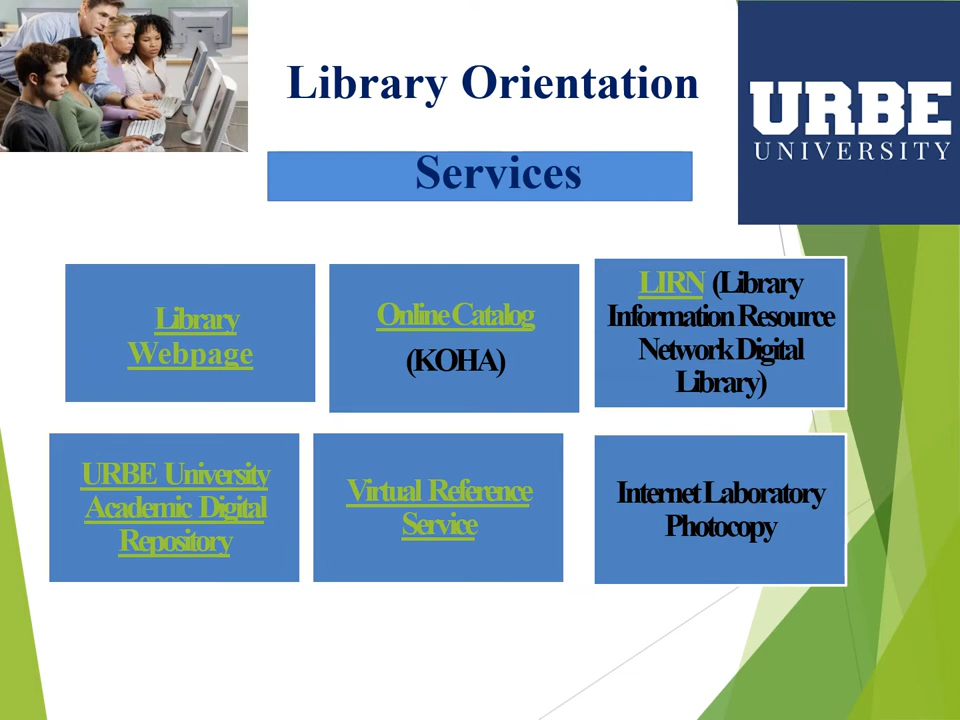 Library Orientation
URBE
UNIVERSITY
Services
Library
Webpage
Online Catalog
(KOHA)
LIRN (Library
Information Resource
Network Digital
Library)
URBE University
Academic Digital
Repository
Virtual Reference
Service
Internet Laboratory
Photocopy